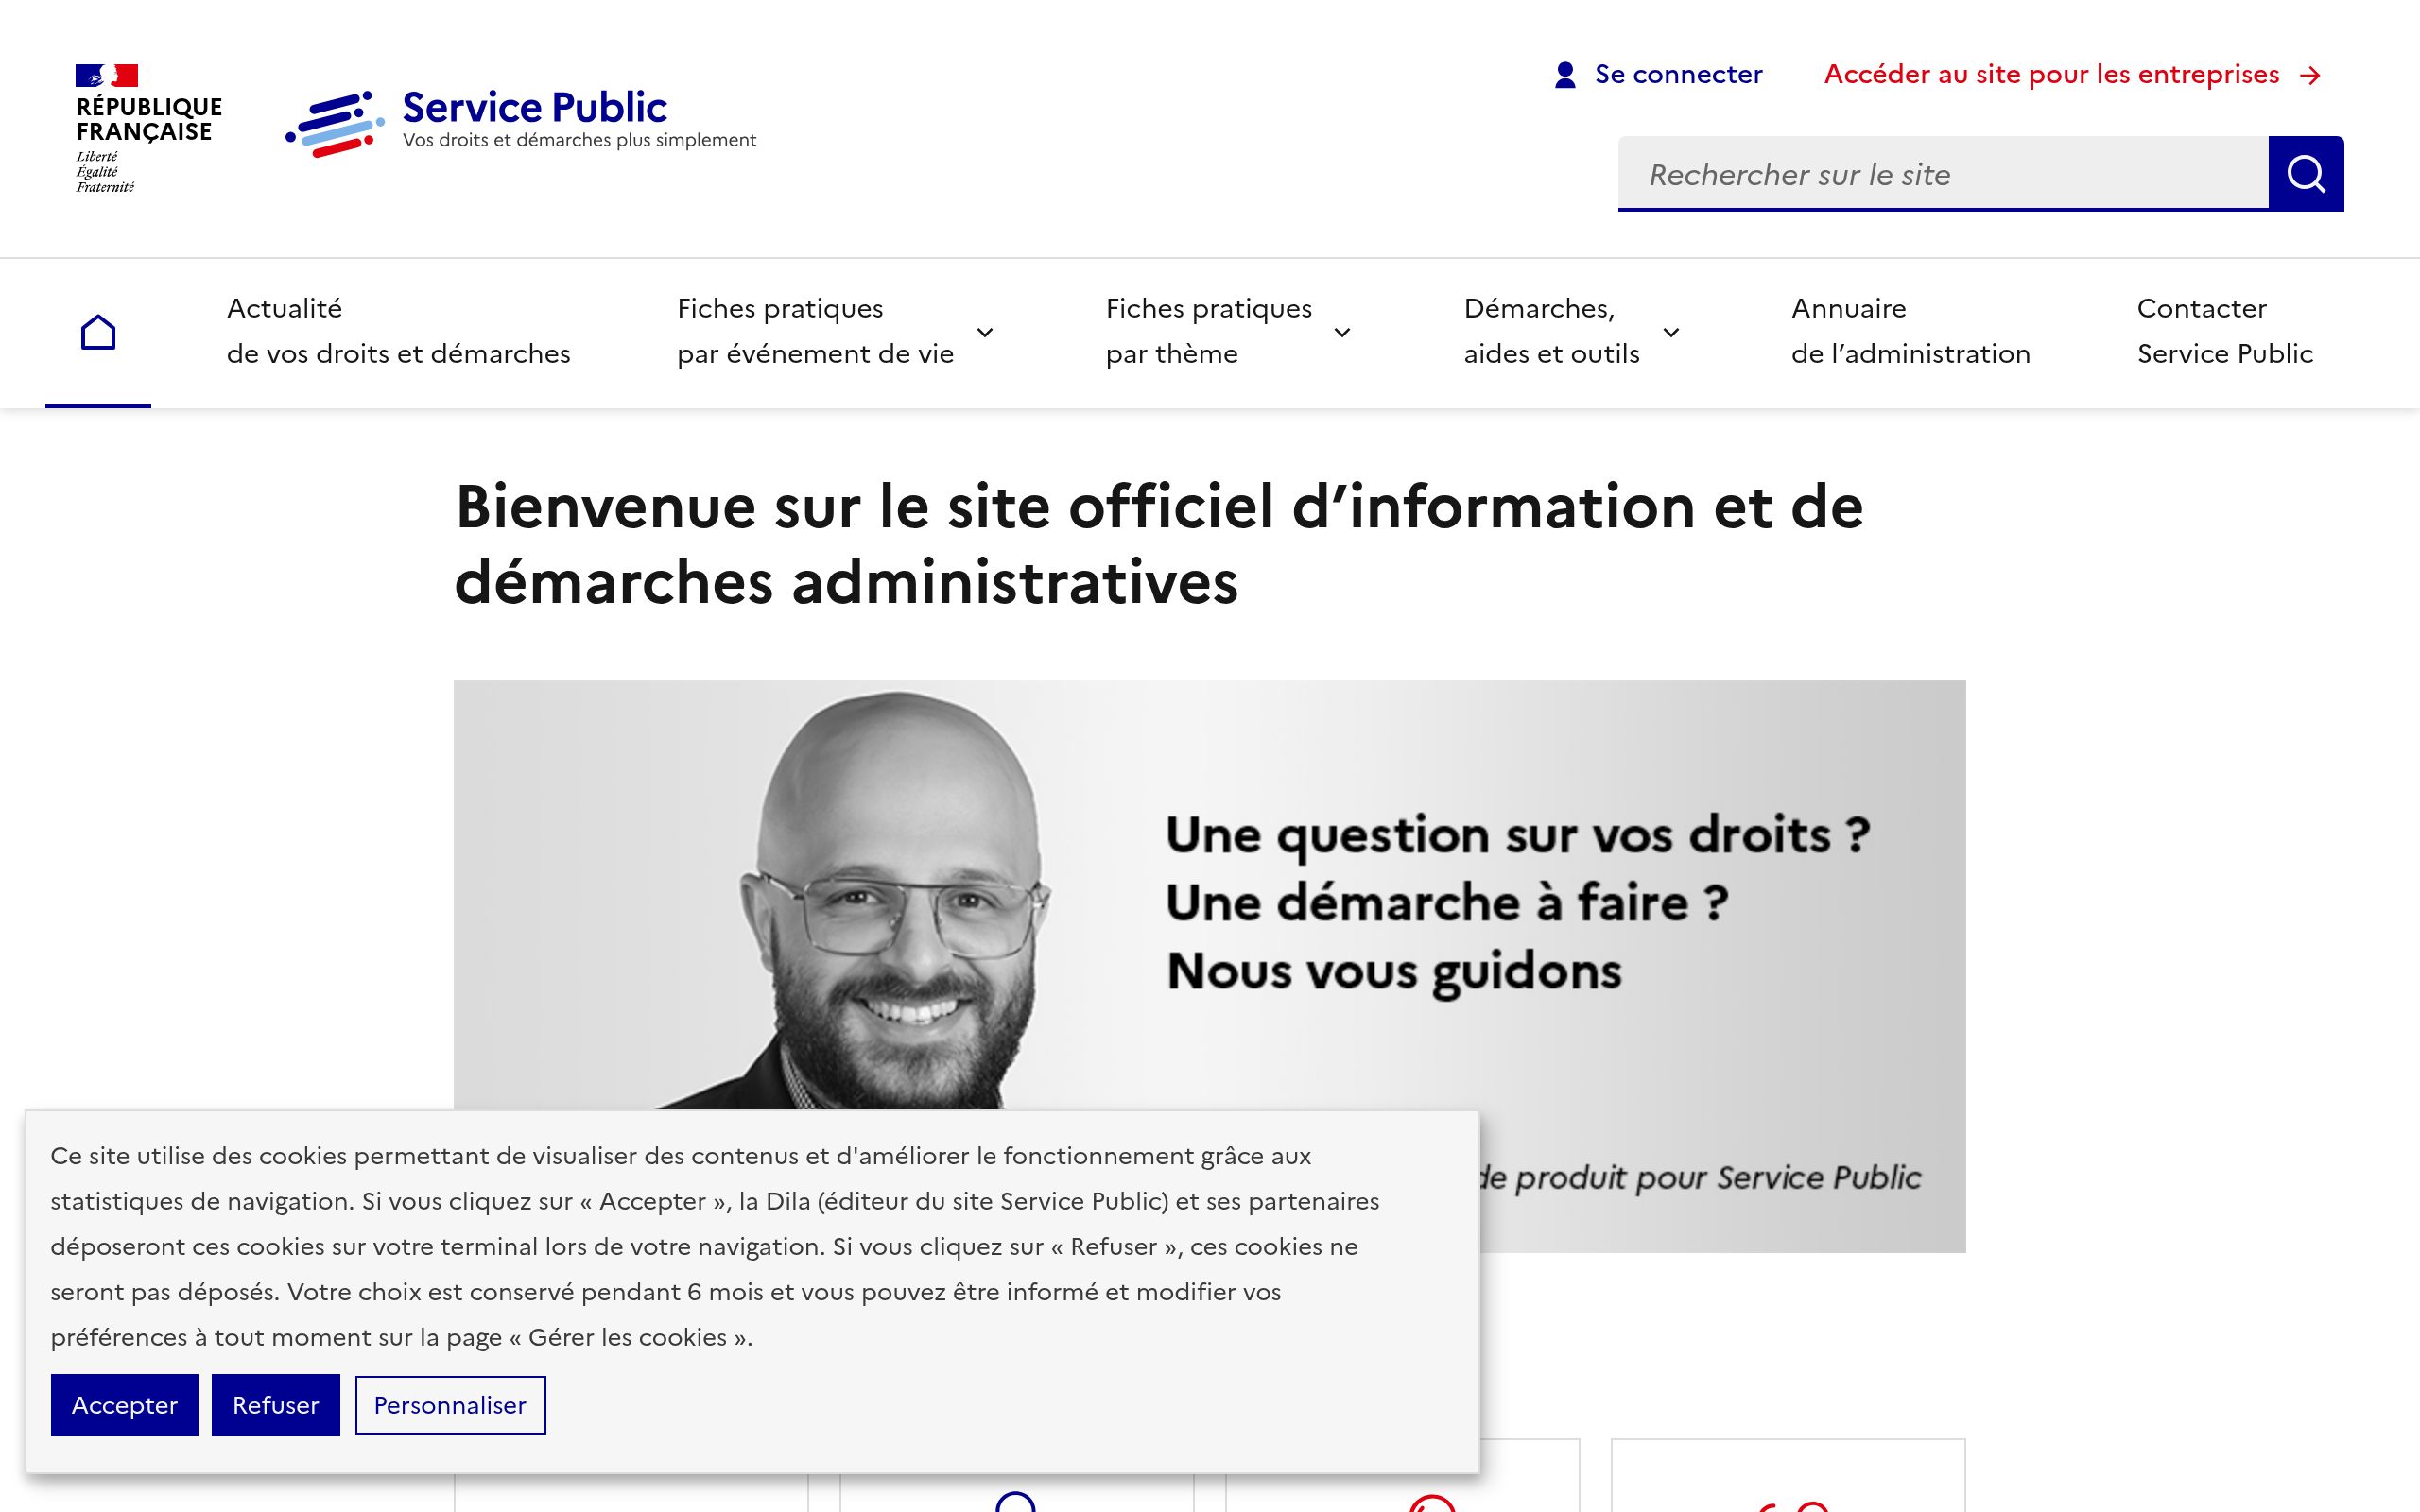 RÉPUBLIQUE
FRANÇAISE
Liberté
Égalité
Fraternité
Service Public
Vos droits et démarches plus simplement
Se connecter
Accéder au site pour les entreprises
Rechercher sur le site
Actualité
de vos droits et démarches
Fiches pratiques
par événement de vie
Fiches pratiques
par thème
Démarches,
aides et outils
Annuaire
de l’administration
Contacter
Service Public
Bienvenue sur le site officiel d’information et de
démarches administratives
Une question sur vos droits ?
Une démarche à faire ?
Nous vous guidons
de produit pour Service Public
Ce site utilise des cookies permettant de visualiser des contenus et d'améliorer le fonctionnement grâce aux
statistiques de navigation. Si vous cliquez sur « Accepter », la Dila (éditeur du site Service Public) et ses partenaires
déposeront ces cookies sur votre terminal lors de votre navigation. Si vous cliquez sur « Refuser », ces cookies ne
seront pas déposés. Votre choix est conservé pendant 6 mois et vous pouvez être informé et modifier vos
préférences à tout moment sur la page « Gérer les cookies ».
Accepter
Refuser
Personnaliser